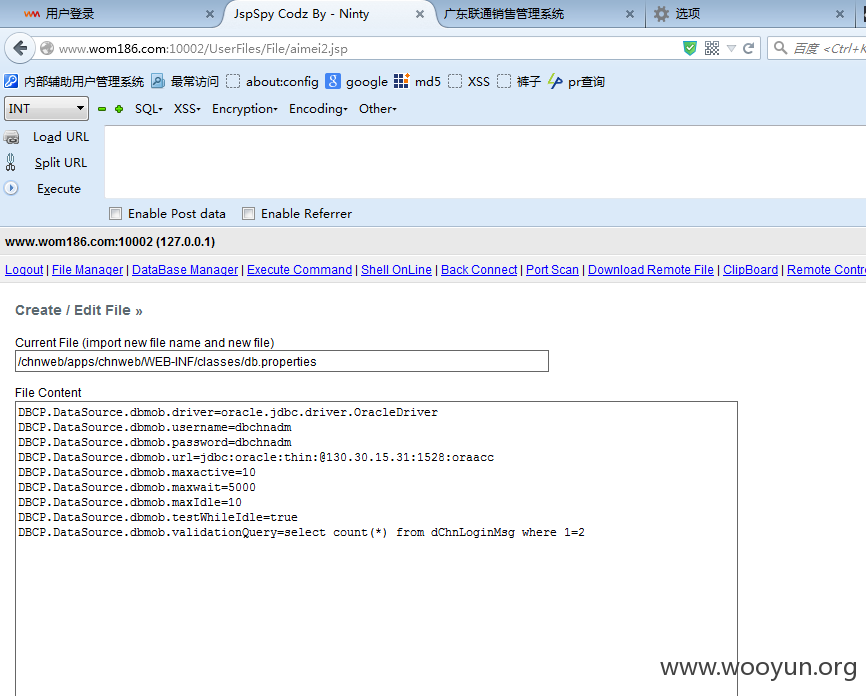 用户登录
JspSpy Codz By - Ninty
广东联通销售管理系统
选项
www.wom186.com:10002/UserFiles/File/aimei2.jsp
百度 <Ctrl+K
内部辅助用户管理系统 最常访问 about:config google md5 XSS 裤子 pr查询
INT SQL- XSS- Encryption- Encoding- Other-
Load URL
Split URL
Execute
Enable Post data Enable Referrer
www.wom186.com:10002 (127.0.0.1)
Logout | File Manager | DataBase Manager | Execute Command | Shell OnLine | Back Connect | Port Scan | Download Remote File | ClipBoard | Remote Contro
Create / Edit File »
Current File (import new file name and new file)
/chnweb/apps/chnweb/WEB-INF/classes/db.properties
File Content
DBCP.DataSource.dbmob.driver=oracle.jdbc.driver.OracleDriver
DBCP.DataSource.dbmob.username=dbchnadm
DBCP.DataSource.dbmob.password=dbchnadm
DBCP.DataSource.dbmob.url=jdbc:oracle:thin:@130.30.15.31:1528:oraacc
DBCP.DataSource.dbmob.maxactive=10
DBCP.DataSource.dbmob.maxwait=5000
DBCP.DataSource.dbmob.maxIdle=10
DBCP.DataSource.dbmob.testWhileIdle=true
DBCP.DataSource.dbmob.validationQuery=select count(*) from dChnLoginMsg where 1=2
www.wooyun.org